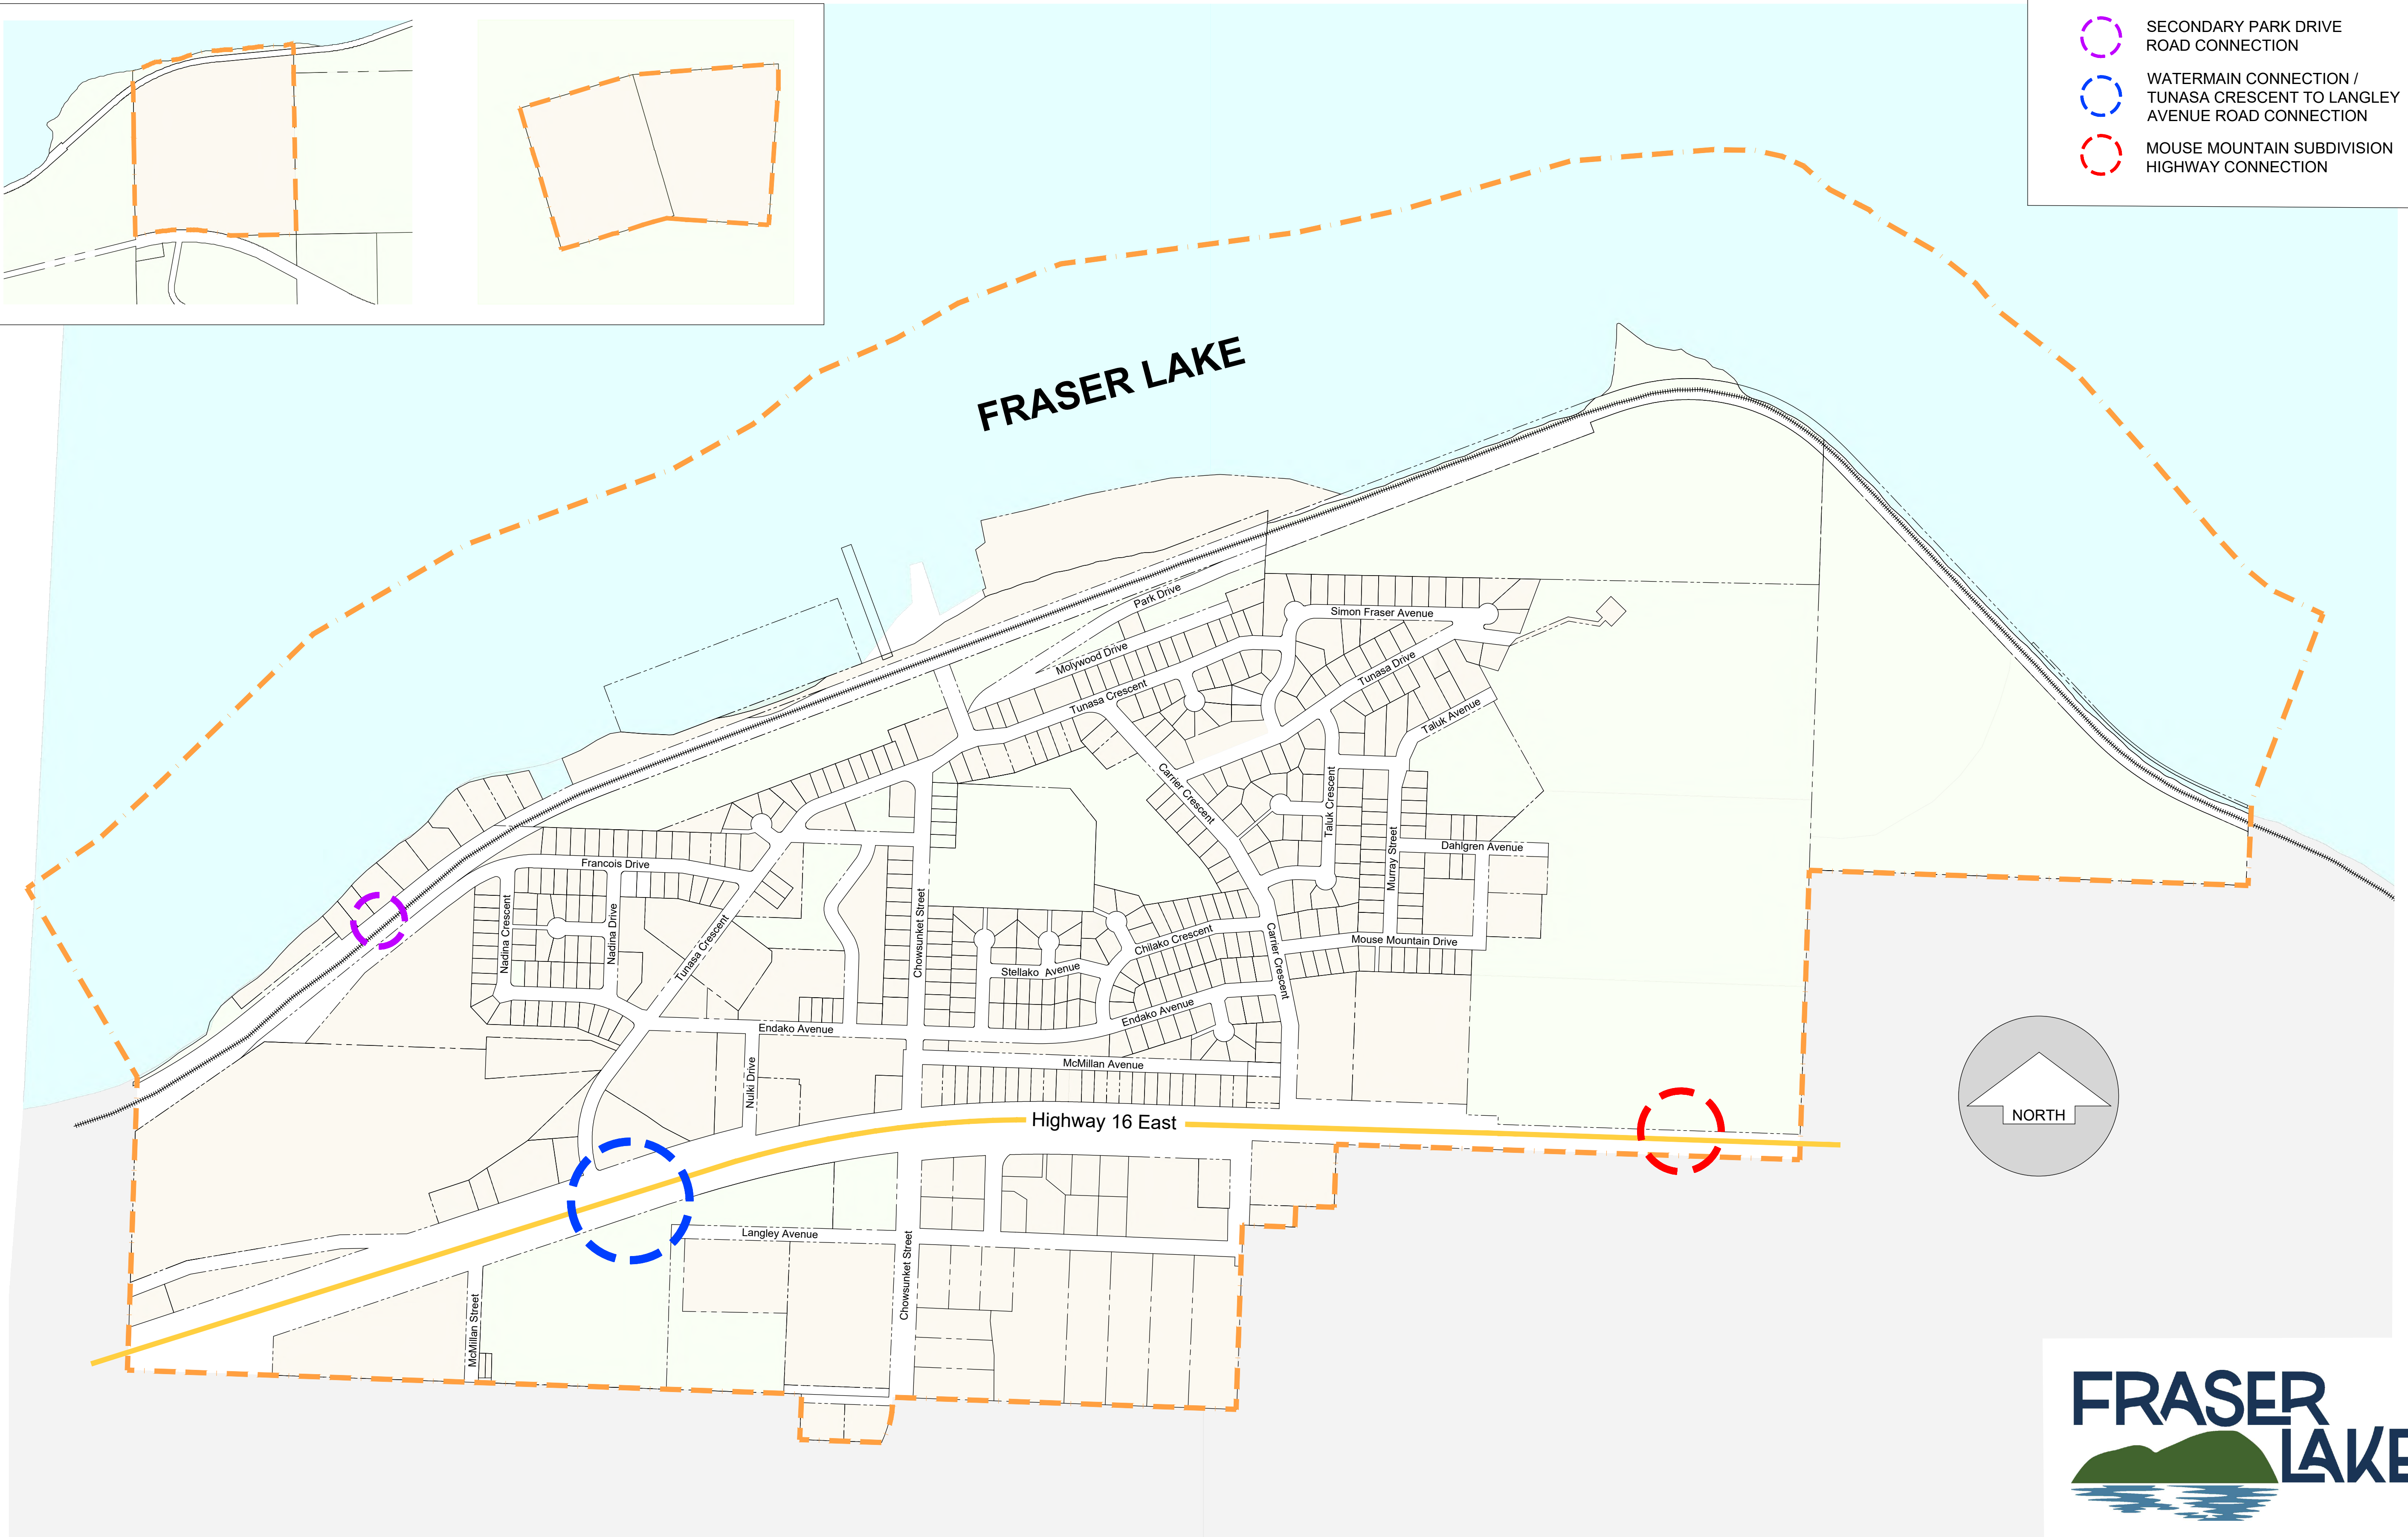 SECONDARY PARK DRIVE
ROAD CONNECTION
WATERMAIN CONNECTION /
TUNASA CRESCENT TO LANGLEY
AVENUE ROAD CONNECTION
MOUSE MOUNTAIN SUBDIVISION
HIGHWAY CONNECTION
FRASER LAKE
Park Drive
Simon Fraser Avenue
Molywood Drive
Tunasa Drive
Tunasa Crescent
Taluk Avenue
Carrier Crescent
Taluk Crescent
Murray Street
Dahlgren Avenue
Francois Drive
Nadina Crescent
Nadina Drive
Tunasa Crescent
Chowsunket Street
Chilako Crescent
Carrier Crescent
Mouse Mountain Drive
Stellako Avenue
Endako Avenue
Endako Avenue
McMillan Avenue
Nulki Drive
Highway 16 East
NORTH
Langley Avenue
Chowsunket Street
McMillan Street
FRASER
LAKE